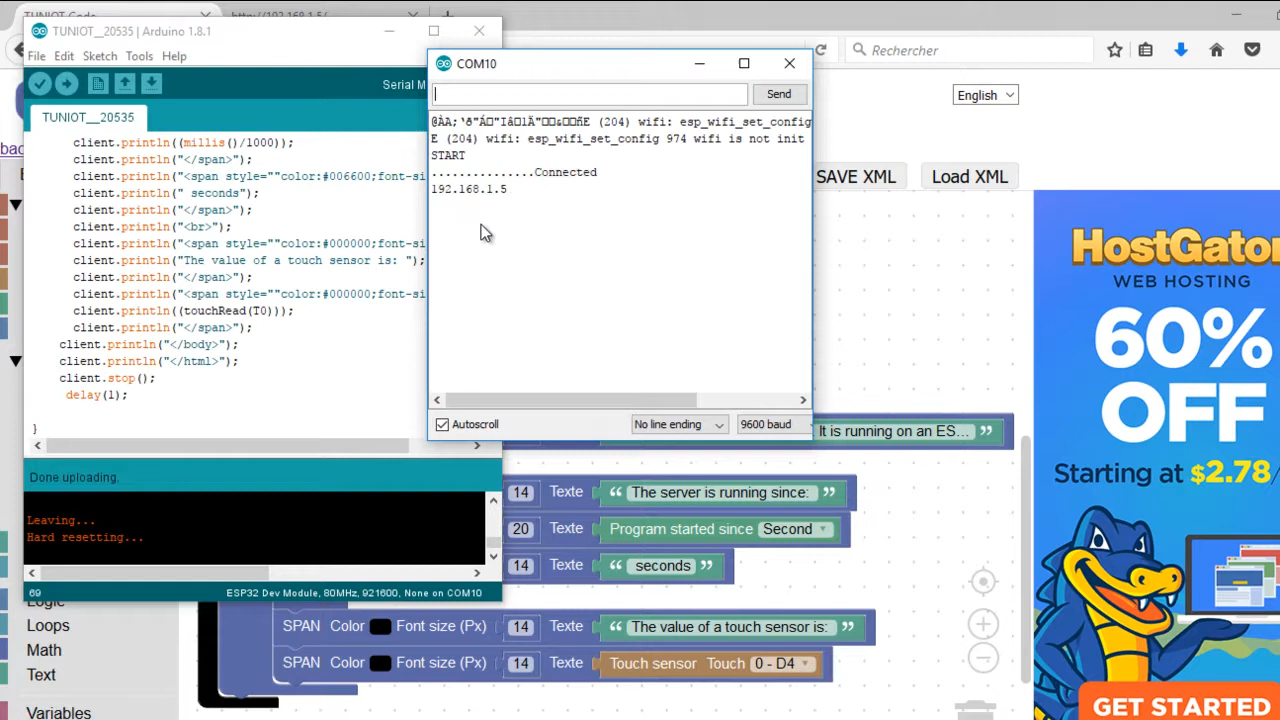 TUNIOT Code
http://192.168.1.5/
TUNIOT__20535 | Arduino 1.8.1
File Edit Sketch Tools Help
Serial M
TUNIOT__20535
client.println((millis()/1000));
client.println("</span>");
client.println("<span style=""color:#006600;font-si
client.println(" seconds");
client.println("</span>");
client.println("<br>");
client.println("<span style=""color:#000000;font-si
client.println("The value of a touch sensor is: ");
client.println("</span>");
client.println("<span style=""color:#000000;font-si
client.println((touchRead(T0)));
client.println("</span>");
client.println("</body>");
client.println("</html>");
client.stop();
delay(1);
}
Done uploading.
Leaving...
Hard resetting...
69
ESP32 Dev Module, 80MHz, 921600, None on COM10
COM10
Send
E (204) wifi: esp_wifi_set_config
E (204) wifi: esp_wifi_set_config 974 wifi is not init
START
...............Connected
192.168.1.5
Autoscroll
No line ending
9600 baud
Rechercher
English
bac
SAVE XML
Load XML
It is running on an ES...
14 Texte “ The server is running since: ”
20 Texte Program started since Second
14 Texte “ seconds ”
SPAN Color Font size (Px) 14 Texte “ The value of a touch sensor is: ”
SPAN Color Font size (Px) 14 Texte Touch sensor Touch 0 - D4
Logic
Loops
Math
Text
Variables
HostGator
WEB HOSTING
60%
OFF
Starting at $2.78/
GET STARTED